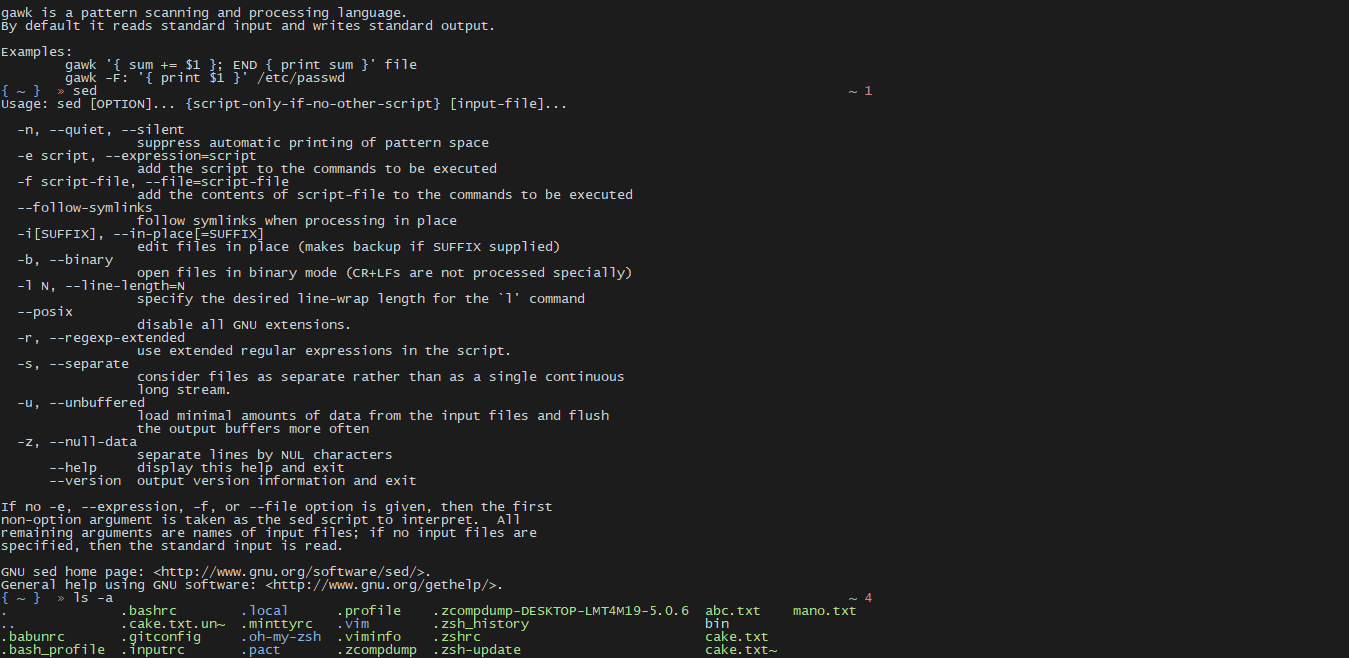 gawk is a pattern scanning and processing language.
By default it reads standard input and writes standard output.
Examples:
        gawk '{ sum += $1 }; END { print sum }' file
        gawk -F: '{ print $1 }' /etc/passwd
{ ~ }  » sed                                                                                              ~ 1
Usage: sed [OPTION]... {script-only-if-no-other-script} [input-file]...
  -n, --quiet, --silent
                 suppress automatic printing of pattern space
  -e script, --expression=script
                 add the script to the commands to be executed
  -f script-file, --file=script-file
                 add the contents of script-file to the commands to be executed
  --follow-symlinks
                 follow symlinks when processing in place
  -i[SUFFIX], --in-place[=SUFFIX]
                 edit files in place (makes backup if SUFFIX supplied)
  -b, --binary
                 open files in binary mode (CR+LFs are not processed specially)
  -l N, --line-length=N
                 specify the desired line-wrap length for the `l' command
  --posix
                 disable all GNU extensions.
  -r, --regexp-extended
                 use extended regular expressions in the script.
  -s, --separate
                 consider files as separate rather than as a single continuous
                 long stream.
  -u, --unbuffered
                 load minimal amounts of data from the input files and flush
                 the output buffers more often
  -z, --null-data
                 separate lines by NUL characters
      --help     display this help and exit
      --version  output version information and exit
If no -e, --expression, -f, or --file option is given, then the first
non-option argument is taken as the sed script to interpret.  All
remaining arguments are names of input files; if no input files are
specified, then the standard input is read.
GNU sed home page: <http://www.gnu.org/software/sed/>.
General help using GNU software: <http://www.gnu.org/gethelp/>.
{ ~ }  » ls -a                                                                                            ~ 4
.              .bashrc        .local      .profile    .zcompdump-DESKTOP-LMT4M19-5.0.6  abc.txt    mano.txt
..             .cake.txt.un~  .minttyrc   .vim        .zsh_history                      bin
.babunrc       .gitconfig     .oh-my-zsh  .viminfo    .zshrc                            cake.txt
.bash_profile  .inputrc       .pact       .zcompdump  .zsh-update                       cake.txt~